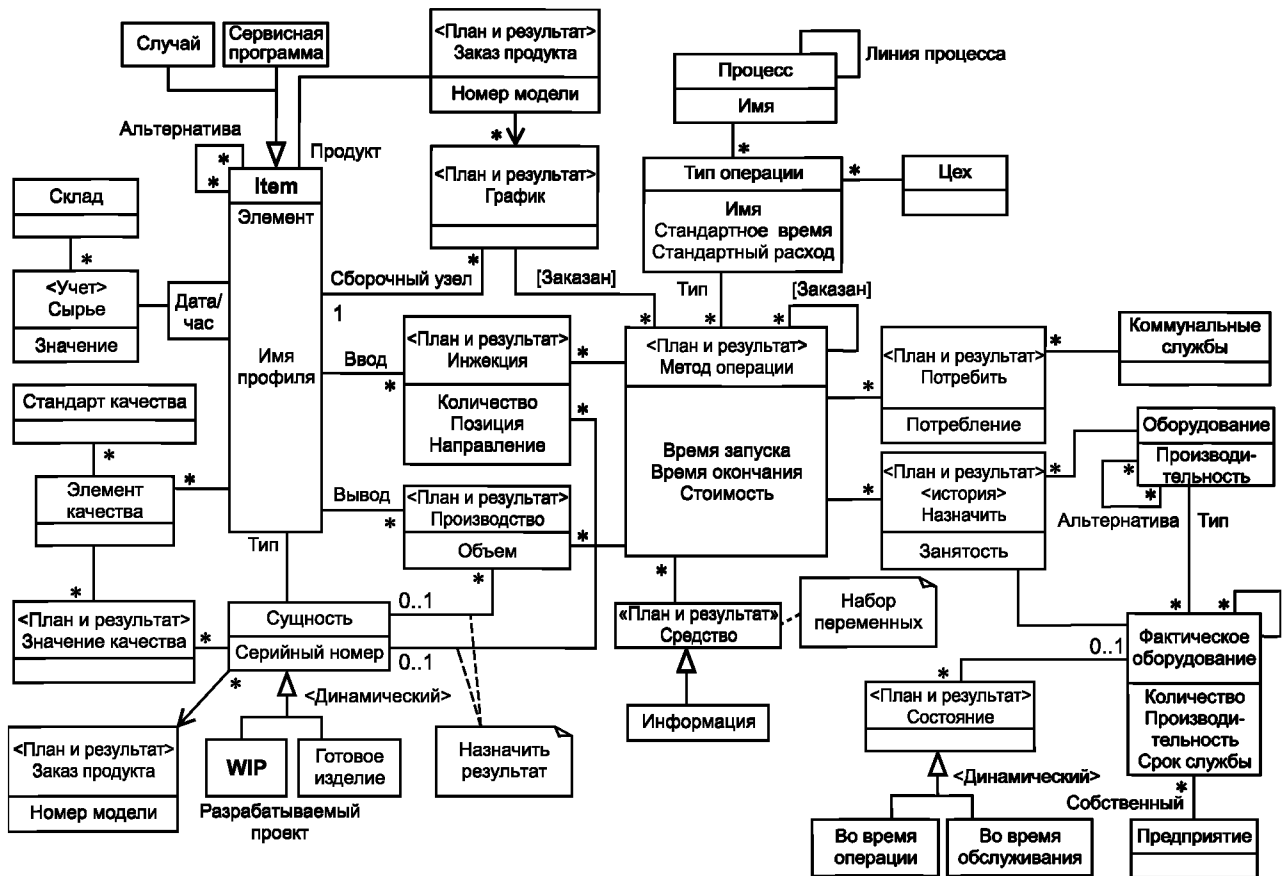 Случай
Сервисная
программа
<План и результат>
Заказ продукта
Номер модели
Процесс
Имя
Линия процесса
Альтернатива
*
*
Продукт
*
<План и результат>
График
*
*
Тип операции
Имя
Стандартное время
Стандартный расход
*
Цех
Склад
*
<Учет>
Сырье
Значение
Дата/
час
Item
Элемент
Имя
профиля
Сборочный узел
1
*
[Заказан]
*
Тип
*
[Заказан]
*
Ввод
*
<План и результат>
Инжекция
Количество
Позиция
Направление
*
*
<План и результат>
Метод операции
Время запуска
Время окончания
Стоимость
*
<План и результат>
Потребить
Потребление
*
Коммунальные
службы
Стандарт качества
*
Элемент
качества
*
*
<План и результат>
Значение качества
*
Вывод
*
<План и результат>
Производство
Объем
*
*
*
<План и результат>
<история>
Назначить
Занятость
*
Оборудование
Производи-
тельность
*
*
Альтернатива
Тип
*
*
Тип
Сущность
Серийный номер
0..1
0..1
*
*
«План и результат»
Средство
Набор
переменных
Информация
Фактическое
оборудование
Количество
Производи-
тельность
Срок службы
0..1
*
<План и результат>
Состояние
<Динамический>
Во время
операции
Во время
обслуживания
Собственный
*
Предприятие
<План и результат>
Заказ продукта
Номер модели
<Динамический>
WIP
Готовое
изделие
Разрабатываемый
проект
Назначить
результат